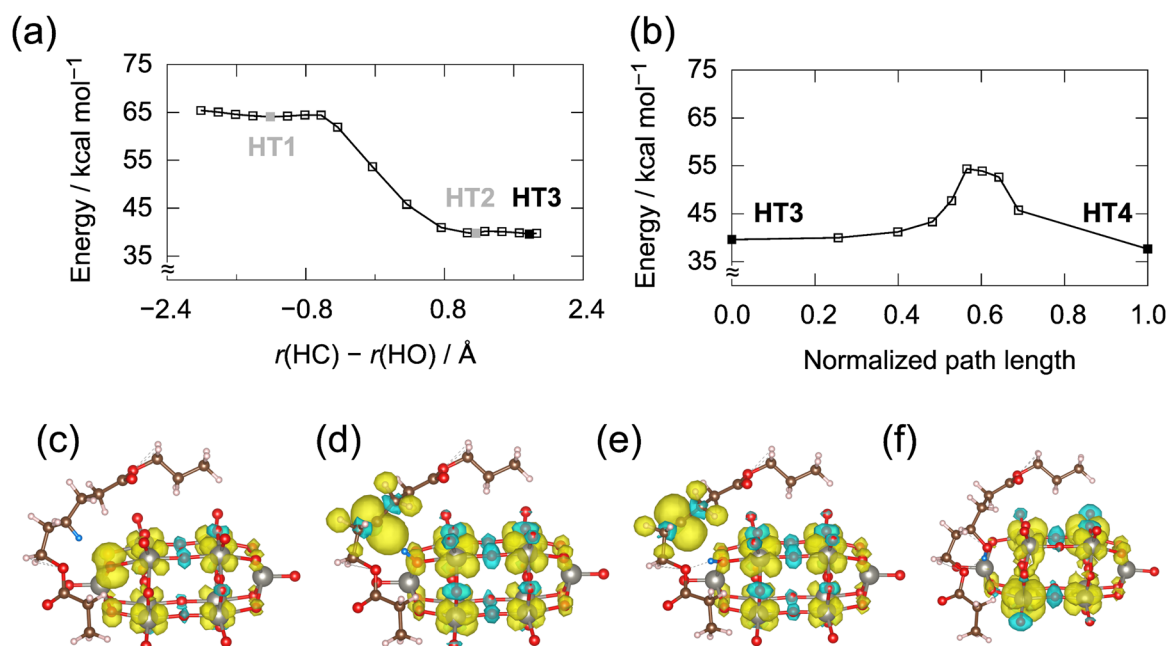 (a)
75
65
55
45
35
Energy / kcal mol⁻¹
≈
HT1
HT2
HT3
−2.4
−0.8
0.8
2.4
r(HC) − r(HO) / Å
(b)
75
65
55
45
35
Energy / kcal mol⁻¹
≈
HT3
HT4
0.0
0.2
0.4
0.6
0.8
1.0
Normalized path length
(c)
(d)
(e)
(f)